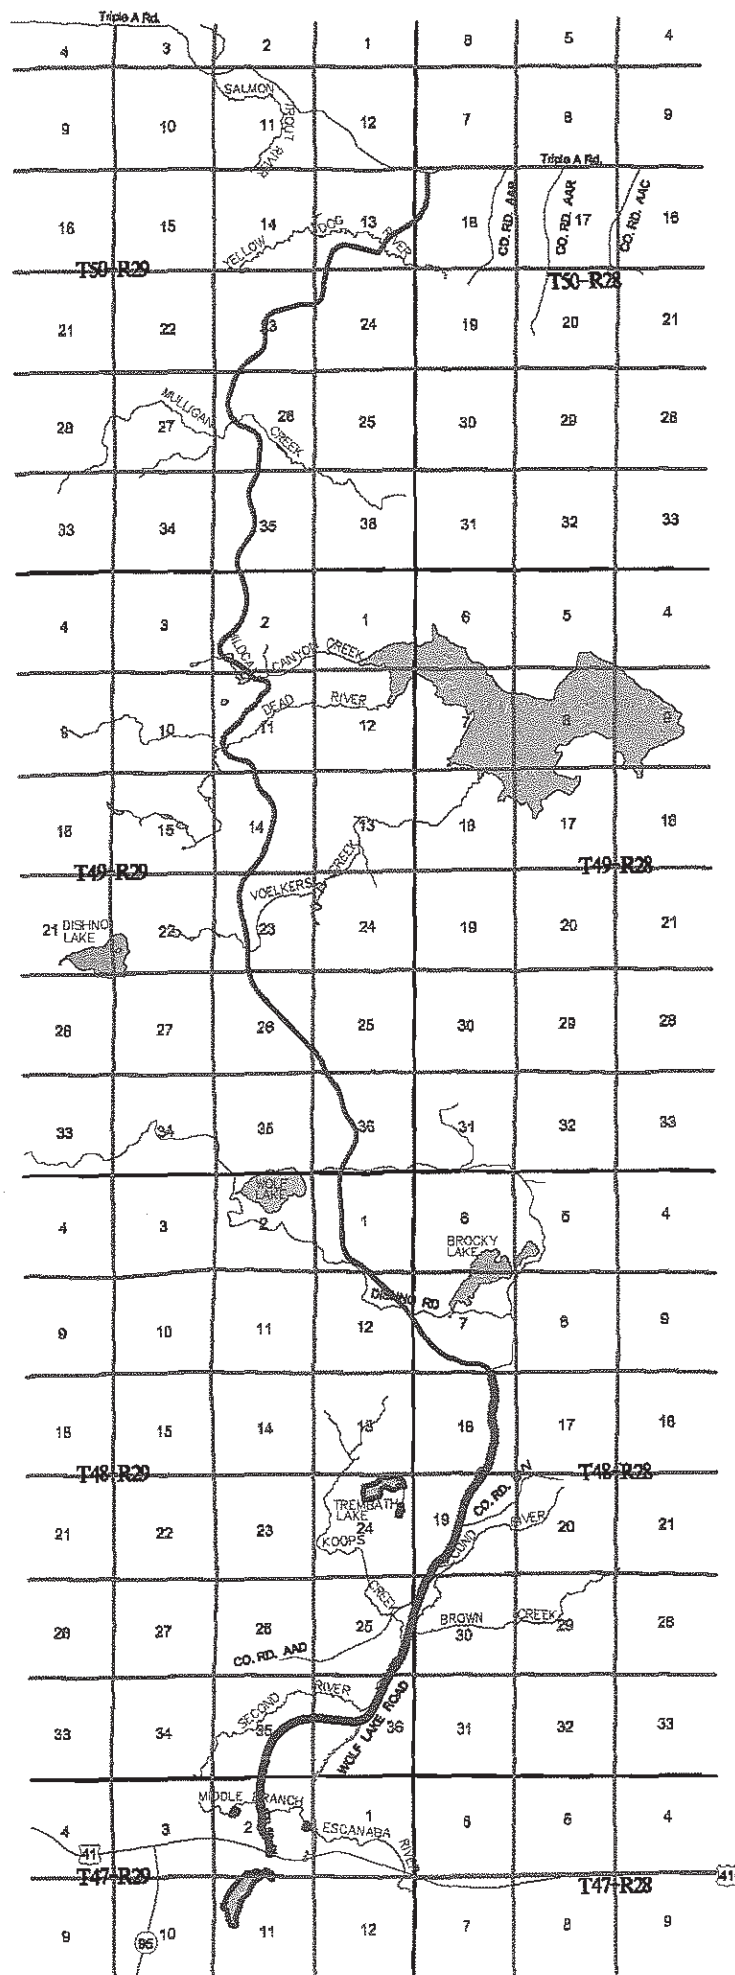 Triple A Rd.
4 3 2 1 6 5 4
SALMON
TROUT
RIVER
9 10 11 12 7 8 9
Triple A Rd.
16 15 14 13 18 17 16
YELLOW DOG RIVER
CO. RD. AAB
CO. RD. AAR
CO. RD. AAC
T50-R29 T50-R28
21 22 23 24 19 20 21
MULLIGAN
CREEK
28 27 26 25 30 29 28
33 34 35 36 31 32 33
4 3 2 1 6 5 4
CANYON CREEK
DEAD RIVER
9 10 11 12 7 8 9
16 15 14 13 18 17 16
CREEK
T49-R29 T49-R28
VOELKERS
21 DISHNO
LAKE
22 23 24 19 20 21
28 27 26 25 30 29 28
33 34 35 36 31 32 33
WOLF
LAKE
4 3 2 1 6 5 4
BROCKY
LAKE
DISHNO RD
9 10 11 12 7 8 9
16 15 14 13 18 17 16
T48-R29 T48-R28
TREMBATH
LAKE
CO. RD. N
21 22 23 24 19 20 21
KOOPS
CREEK
SECOND RIVER
28 27 26 25 30 29 28
BROWN CREEK
CO. RD. AAD
SECOND RIVER
WOLF LAKE ROAD
33 34 35 36 31 32 33
MIDDLE BRANCH
ESCANABA RIVER
4 3 2 1 6 5 4
41
T47-R29 T47-R28
41
9 10 11 12 7 8 9
95